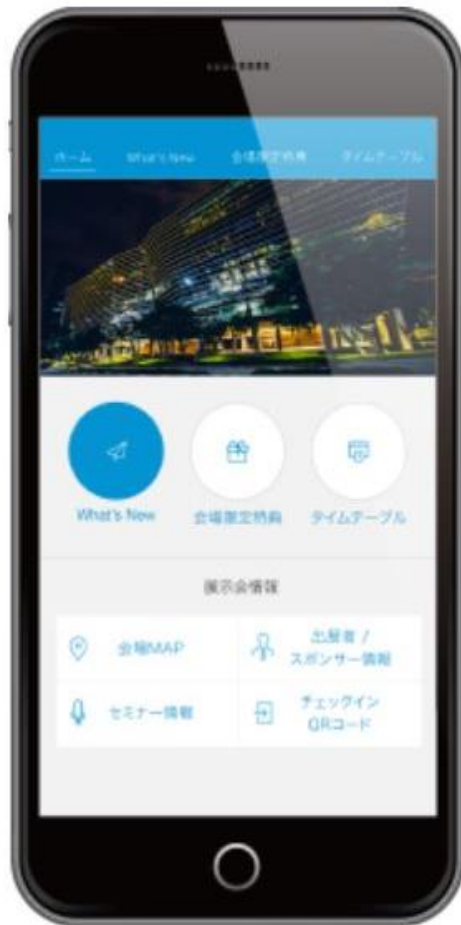 ホーム What's New 会場限定特典 タイムテーブル
What's New 会場限定特典 タイムテーブル
展示会情報
会場MAP
出展者 /
スポンサー情報
セミナー情報
チェックイン
QRコード